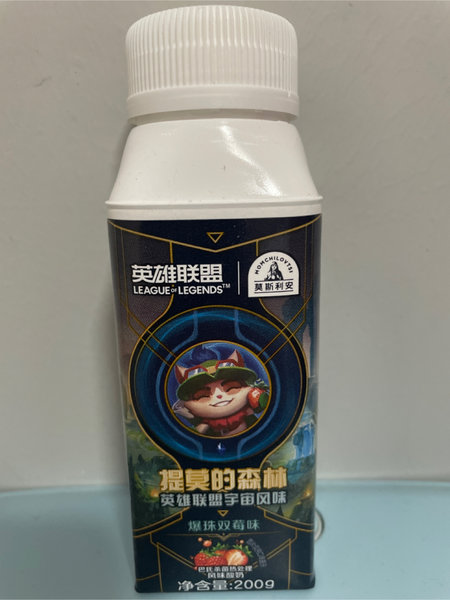 英雄联盟
LEAGUE OF LEGENDS™
MOMCHILOVTSI
莫斯利安
提莫的森林
英雄联盟宇宙风味
爆珠双莓味
巴氏杀菌热处理
风味酸奶
净含量:200g